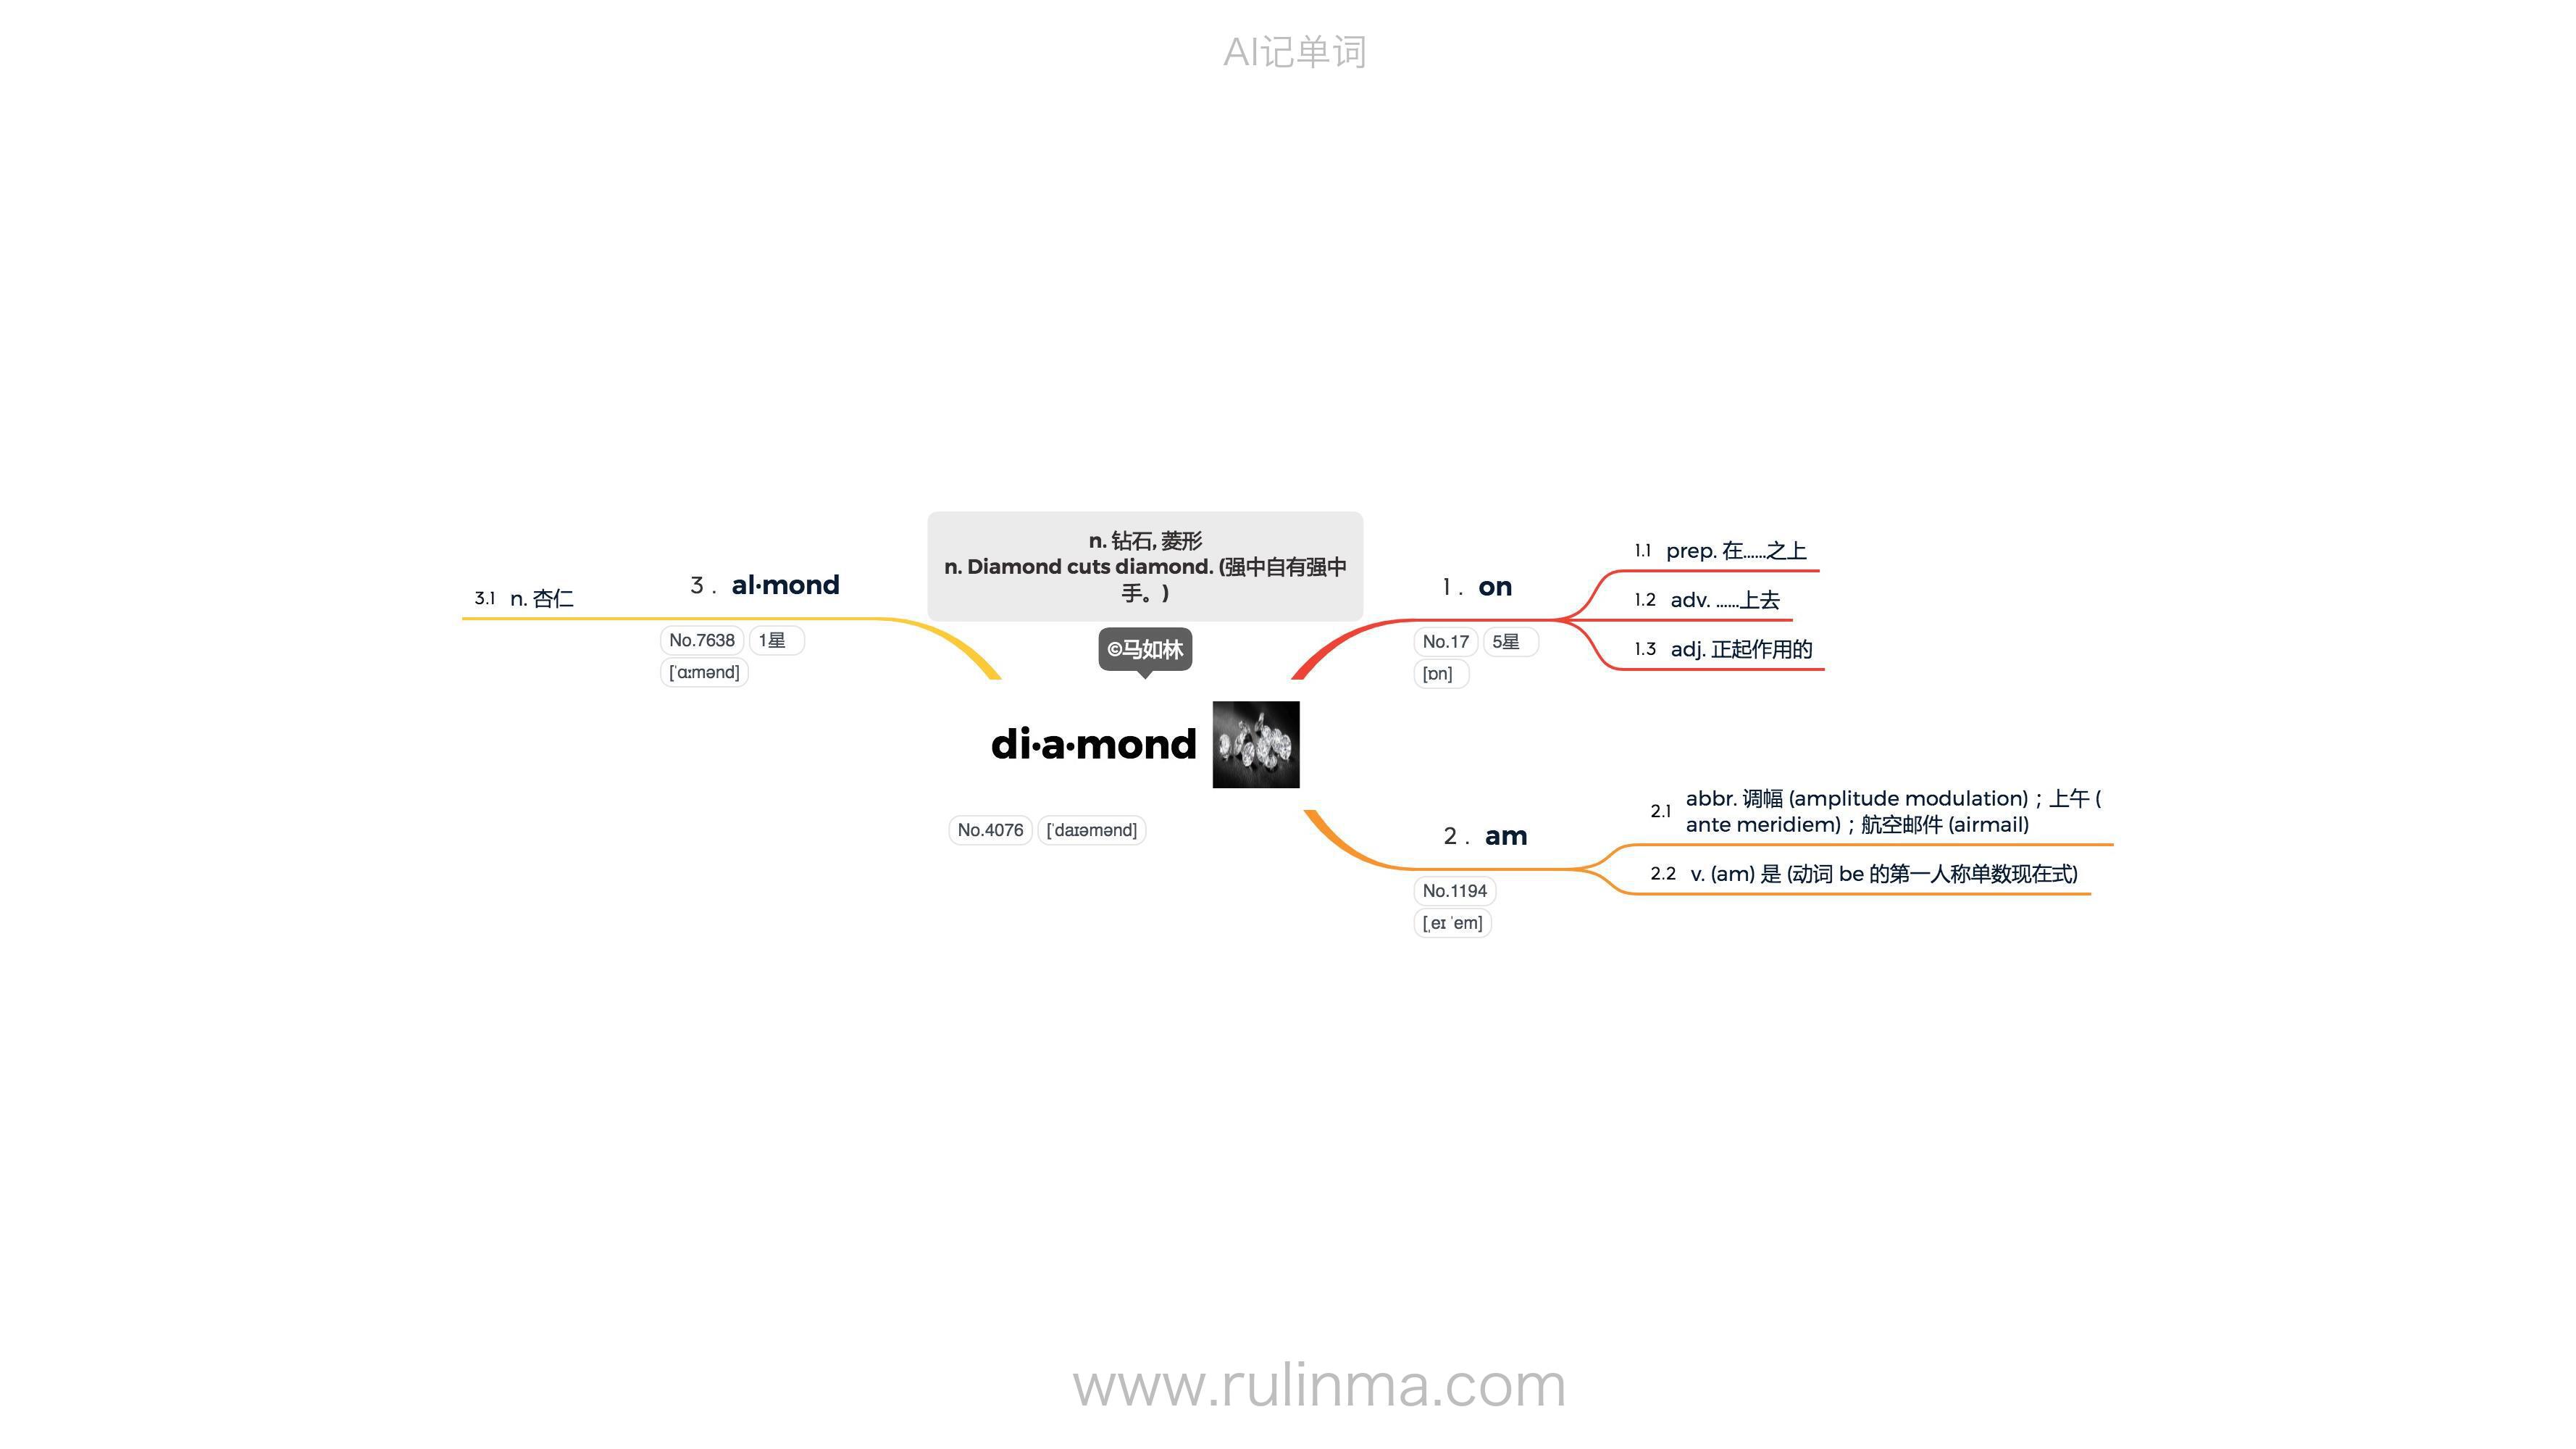 AI记单词
n. 钻石, 菱形
n. Diamond cuts diamond. (强中自有强中
手。)
©马如林
di·a·mond
No.4076 [ˈdaɪəmənd]
1. on
No.17 5星
[ɒn]
1.1 prep. 在……之上
1.2 adv. ……上去
1.3 adj. 正起作用的
2. am
No.1194
[ˌeɪ ˈem]
2.1 abbr. 调幅 (amplitude modulation)；上午 (
ante meridiem)；航空邮件 (airmail)
2.2 v. (am) 是 (动词 be 的第一人称单数现在式)
3. al·mond
No.7638 1星
[ˈɑːmənd]
3.1 n. 杏仁
www.rulinma.com